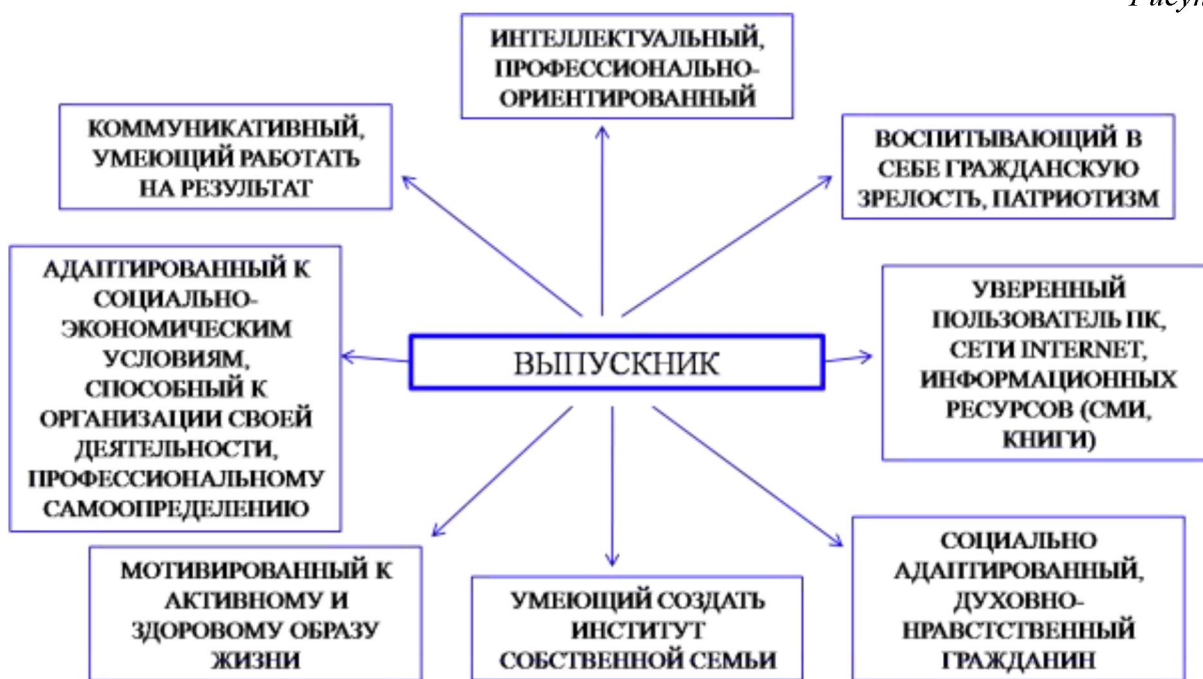 Рисун
ИНТЕЛЛЕКТУАЛЬНЫЙ,
ПРОФЕССИОНАЛЬНО-
ОРИЕНТИРОВАННЫЙ
КОММУНИКАТИВНЫЙ,
УМЕЮЩИЙ РАБОТАТЬ
НА РЕЗУЛЬТАТ
ВОСПИТЫВАЮЩИЙ В
СЕБЕ ГРАЖДАНСКУЮ
ЗРЕЛОСТЬ, ПАТРИОТИЗМ
АДАПТИРОВАННЫЙ К
СОЦИАЛЬНО-
ЭКОНОМИЧЕСКИМ
УСЛОВИЯМ,
СПОСОБНЫЙ К
ОРГАНИЗАЦИИ СВОЕЙ
ДЕЯТЕЛЬНОСТИ,
ПРОФЕССИОНАЛЬНОМУ
САМООПРЕДЕЛЕНИЮ
ВЫПУСКНИК
УВЕРЕННЫЙ
ПОЛЬЗОВАТЕЛЬ ПК,
СЕТИ INTERNET,
ИНФОРМАЦИОННЫХ
РЕСУРСОВ (СМИ,
КНИГИ)
МОТИВИРОВАННЫЙ К
АКТИВНОМУ И
ЗДОРОВОМУ ОБРАЗУ
ЖИЗНИ
УМЕЮЩИЙ СОЗДАТЬ
ИНСТИТУТ
СОБСТВЕННОЙ СЕМЬИ
СОЦИАЛЬНО
АДАПТИРОВАННЫЙ,
ДУХОВНО-
НРАВСТСТВЕННЫЙ
ГРАЖДАНИН